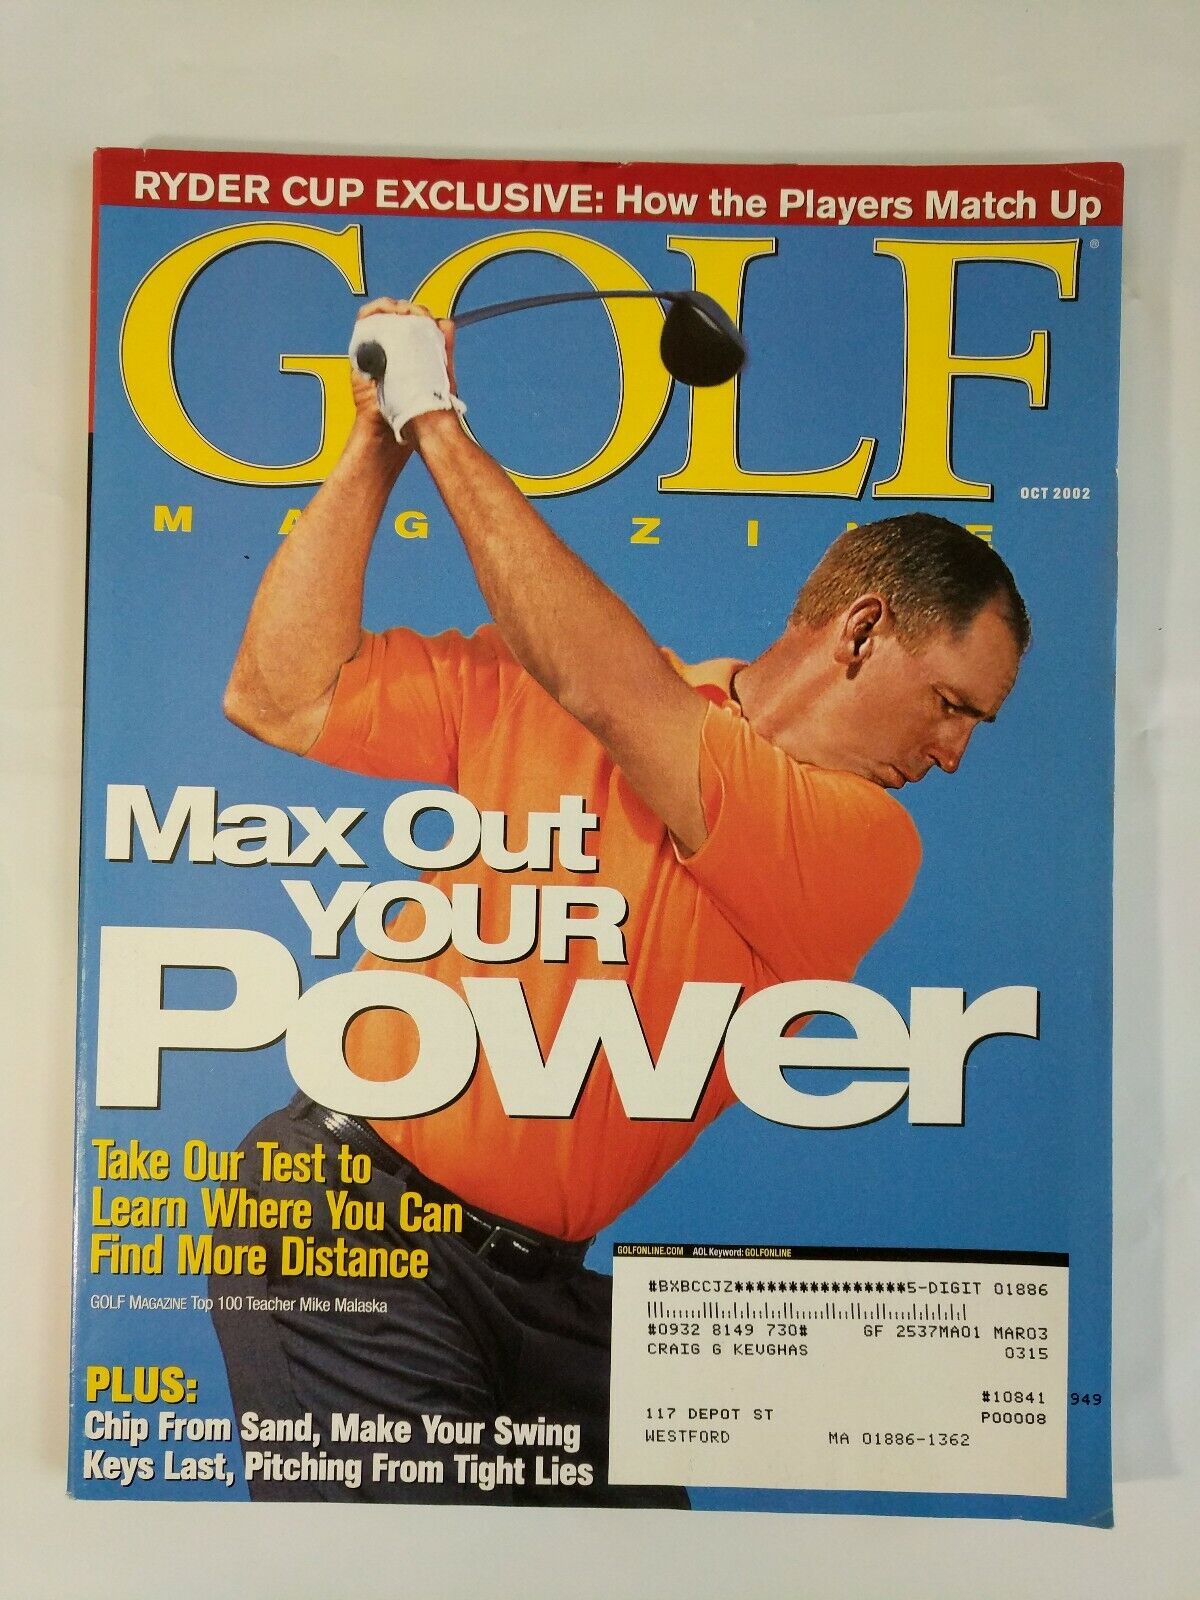 RYDER CUP EXCLUSIVE: How the Players Match Up
GOLF®
OCT 2002
MAGAZINE
Max Out
YOUR
Power
Take Our Test to
Learn Where You Can
Find More Distance
GOLF MAGAZINE Top 100 Teacher Mike Malaska
PLUS:
Chip From Sand, Make Your Swing
Keys Last, Pitching From Tight Lies
GOLFONLINE.COM AOL Keyword: GOLFONLINE
#BXBCCJZ****************5-DIGIT 01886
#0932 8149 730# GF 2537MA01 MAR03
CRAIG G KEVGHAS 0315
#10841 949
117 DEPOT ST P00008
WESTFORD MA 01886-1362